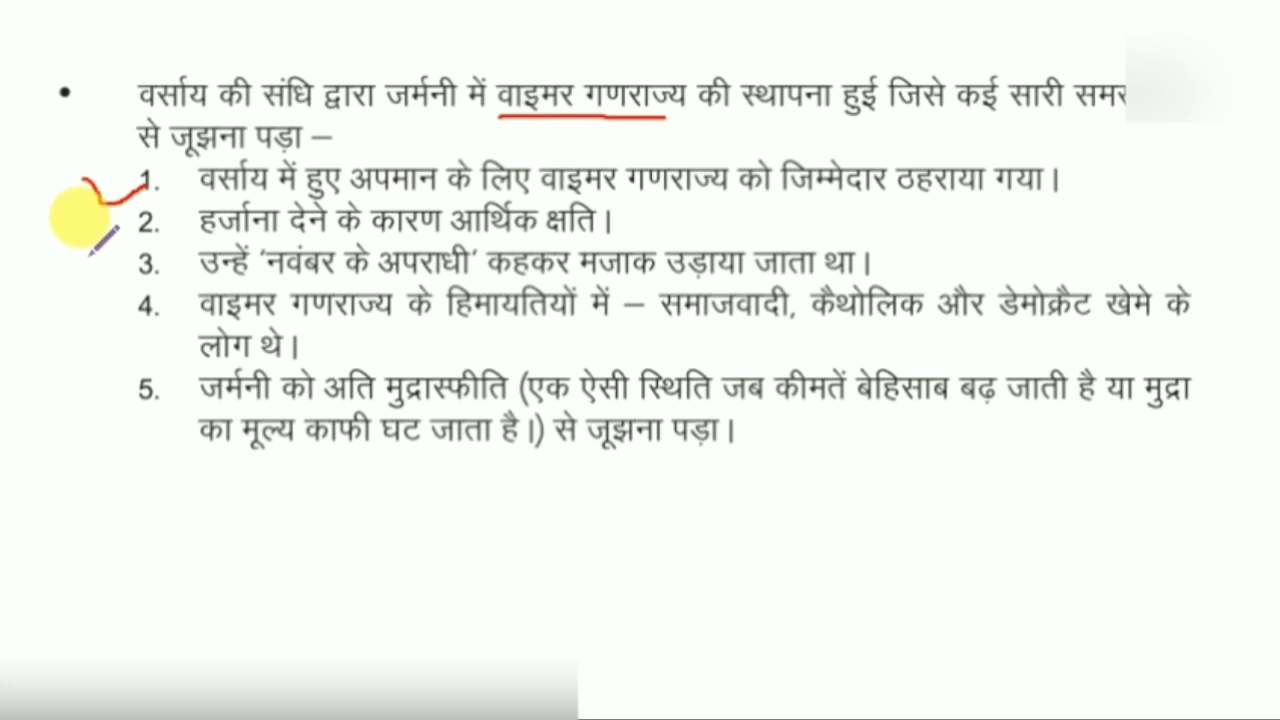 • वर्साय की संधि द्वारा जर्मनी में वाइमर गणराज्य की स्थापना हुई जिसे कई सारी
से जूझना पड़ा –
1. वर्साय में हुए अपमान के लिए वाइमर गणराज्य को जिम्मेदार ठहराया गया।
2. हर्जाना देने के कारण आर्थिक क्षति।
3. उन्हें 'नवंबर के अपराधी' कहकर मजाक उड़ाया जाता था।
4. वाइमर गणराज्य के हिमायतियों में – समाजवादी, कैथोलिक और डेमोक्रैट खेमे के
लोग थे।
5. जर्मनी को अति मुद्रास्फीति (एक ऐसी स्थिति जब कीमतें बेहिसाब बढ़ जाती है या मुद्रा
का मूल्य काफी घट जाता है।) से जूझना पड़ा।